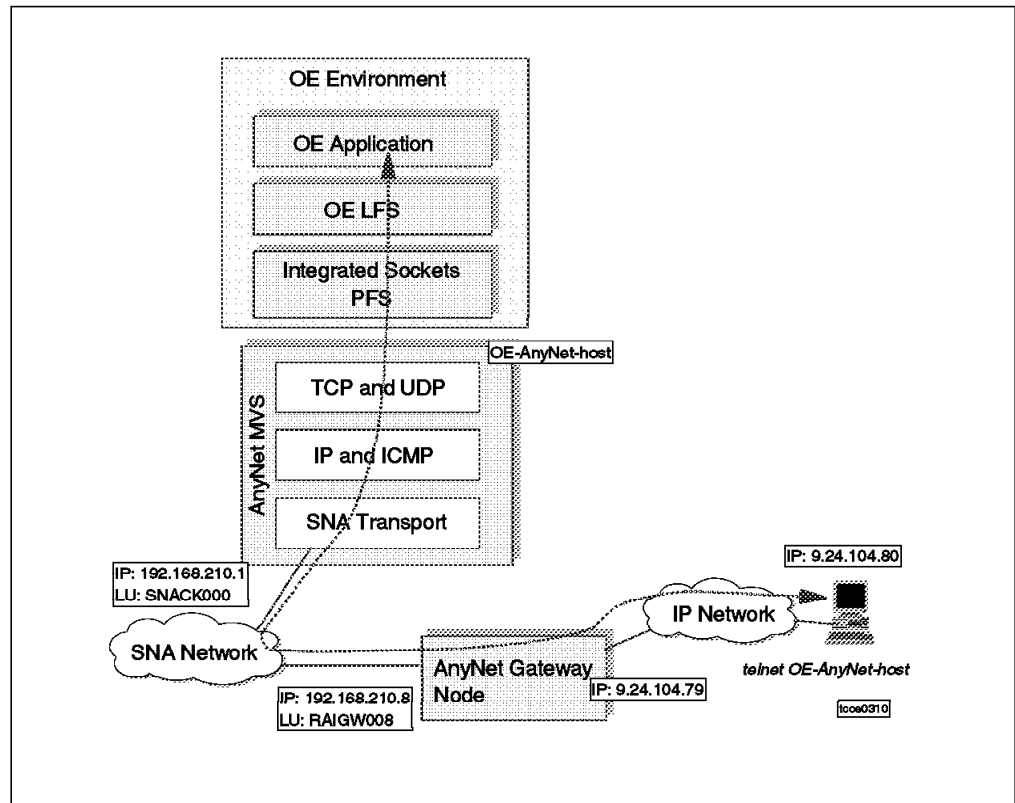 OE Environment
OE Application
OE LFS
Integrated Sockets
PFS
OE-AnyNet-host
AnyNet MVS
TCP and UDP
IP and ICMP
SNA Transport
IP: 192.168.210.1
LU: SNACK000
IP: 9.24.104.80
SNA Network
IP Network
AnyNet Gateway
Node
telnet OE-AnyNet-host
IP: 192.168.210.8
LU: RAIGW008
IP: 9.24.104.79
tcos0310